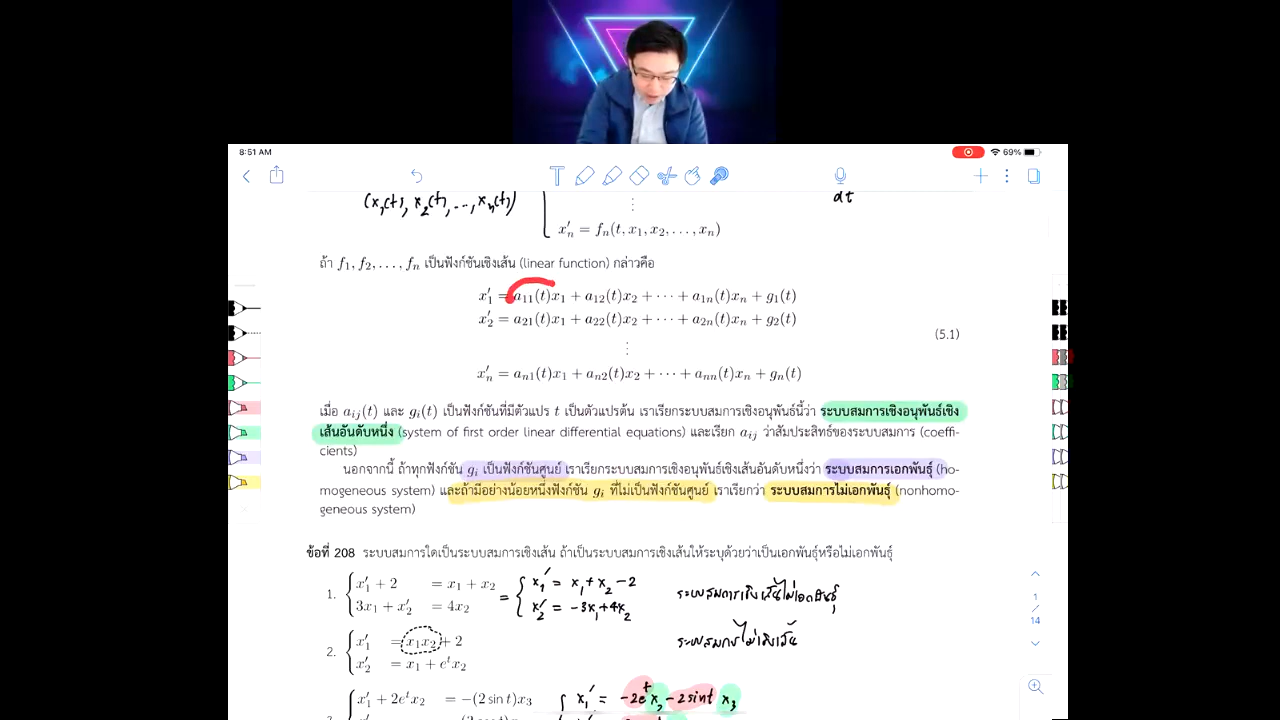 8:51 AM 69%
(x₁(t), x₂(t), ..., xₙ(t)) dt
⋮
x′ₙ = fₙ(t, x₁, x₂, . . . , xₙ)
ถ้า f₁, f₂, . . . , fₙ เป็นฟังก์ชันเชิงเส้น (linear function) กล่าวคือ
x′₁ = a₁₁(t)x₁ + a₁₂(t)x₂ + · · · + a₁ₙ(t)xₙ + g₁(t)
x′₂ = a₂₁(t)x₁ + a₂₂(t)x₂ + · · · + a₂ₙ(t)xₙ + g₂(t)
(5.1)
⋮
x′ₙ = aₙ₁(t)x₁ + aₙ₂(t)x₂ + · · · + aₙₙ(t)xₙ + gₙ(t)
เมื่อ aᵢⱼ(t) และ gᵢ(t) เป็นฟังก์ชันที่มีตัวแปร t เป็นตัวแปรต้น เราเรียกระบบสมการเชิงอนุพันธ์นี้ว่า ระบบสมการเชิงอนุพันธ์เชิง
เส้นอันดับหนึ่ง (system of first order linear differential equations) และเรียก aᵢⱼ ว่าสัมประสิทธิ์ของระบบสมการ (coeffi-
cients)
นอกจากนี้ ถ้าทุกฟังก์ชัน gᵢ เป็นฟังก์ชันศูนย์ เราเรียกระบบสมการเชิงอนุพันธ์เชิงเส้นอันดับหนึ่งว่า ระบบสมการเอกพันธุ์ (ho-
mogeneous system) และถ้ามีอย่างน้อยหนึ่งฟังก์ชัน gᵢ ที่ไม่เป็นฟังก์ชันศูนย์ เราเรียกว่า ระบบสมการไม่เอกพันธุ์ (nonhomo-
geneous system)
ข้อที่ 208 ระบบสมการใดเป็นระบบสมการเชิงเส้น ถ้าเป็นระบบสมการเชิงเส้นให้ระบุด้วยว่าเป็นเอกพันธุ์หรือไม่เอกพันธุ์
1. x′₁ + 2 = x₁ + x₂ = x₁′ = x₁ + x₂ − 2 ระบบสมการเชิงเส้นไม่เอกพันธุ์
3x₁ + x′₂ = 4x₂ x₂′ = −3x₁ + 4x₂
2. x′₁ = x₁x₂ + 2 ระบบสมการไม่เชิงเส้น
x′₂ = x₁ + eᵗx₂
x′₁ + 2eᵗx₂ = −(2 sin t)x₃ x₁′ = −2eᵗx₂ − 2 sin t x₃
1
/
14